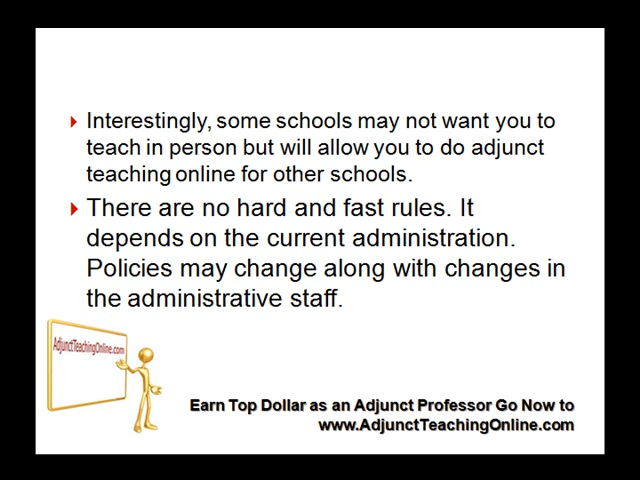 Interestingly, some schools may not want you to
teach in person but will allow you to do adjunct
teaching online for other schools.
There are no hard and fast rules. It
depends on the current administration.
Policies may change along with changes in
the administrative staff.
AdjunctTeachingOnline.com
Earn Top Dollar as an Adjunct Professor Go Now to
www.AdjunctTeachingOnline.com